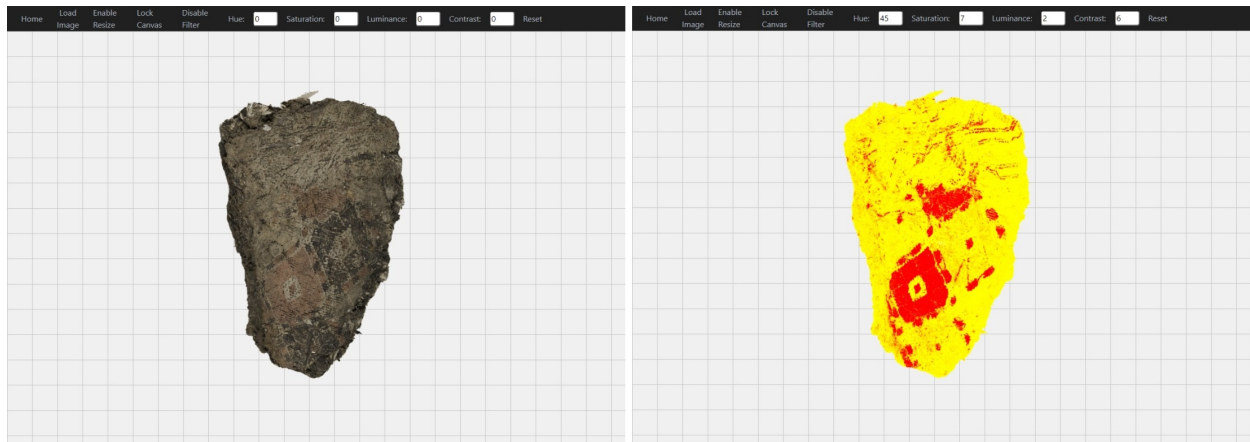 Home Load Image Enable Resize Lock Canvas Disable Filter Hue: 0 Saturation: 0 Luminance: 0 Contrast: 0 Reset
Home Load Image Enable Resize Lock Canvas Disable Filter Hue: 45 Saturation: 7 Luminance: 2 Contrast: 6 Reset